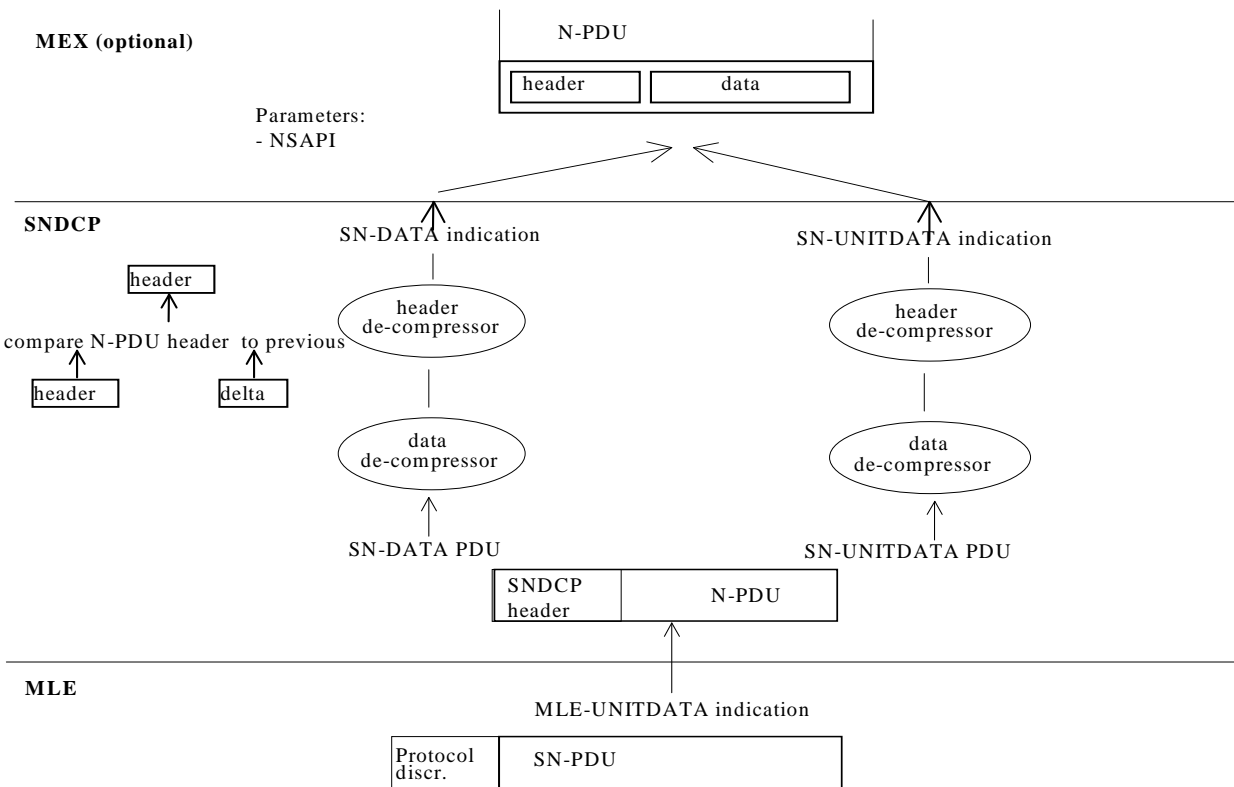 MEX (optional)
N-PDU
header
data
Parameters:
- NSAPI
SNDCP
SN-DATA indication
SN-UNITDATA indication
header
compare N-PDU header to previous
header
delta
header
de-compressor
header
de-compressor
data
de-compressor
data
de-compressor
SN-DATA PDU
SN-UNITDATA PDU
SNDCP
header
N-PDU
MLE
MLE-UNITDATA indication
Protocol
discr.
SN-PDU